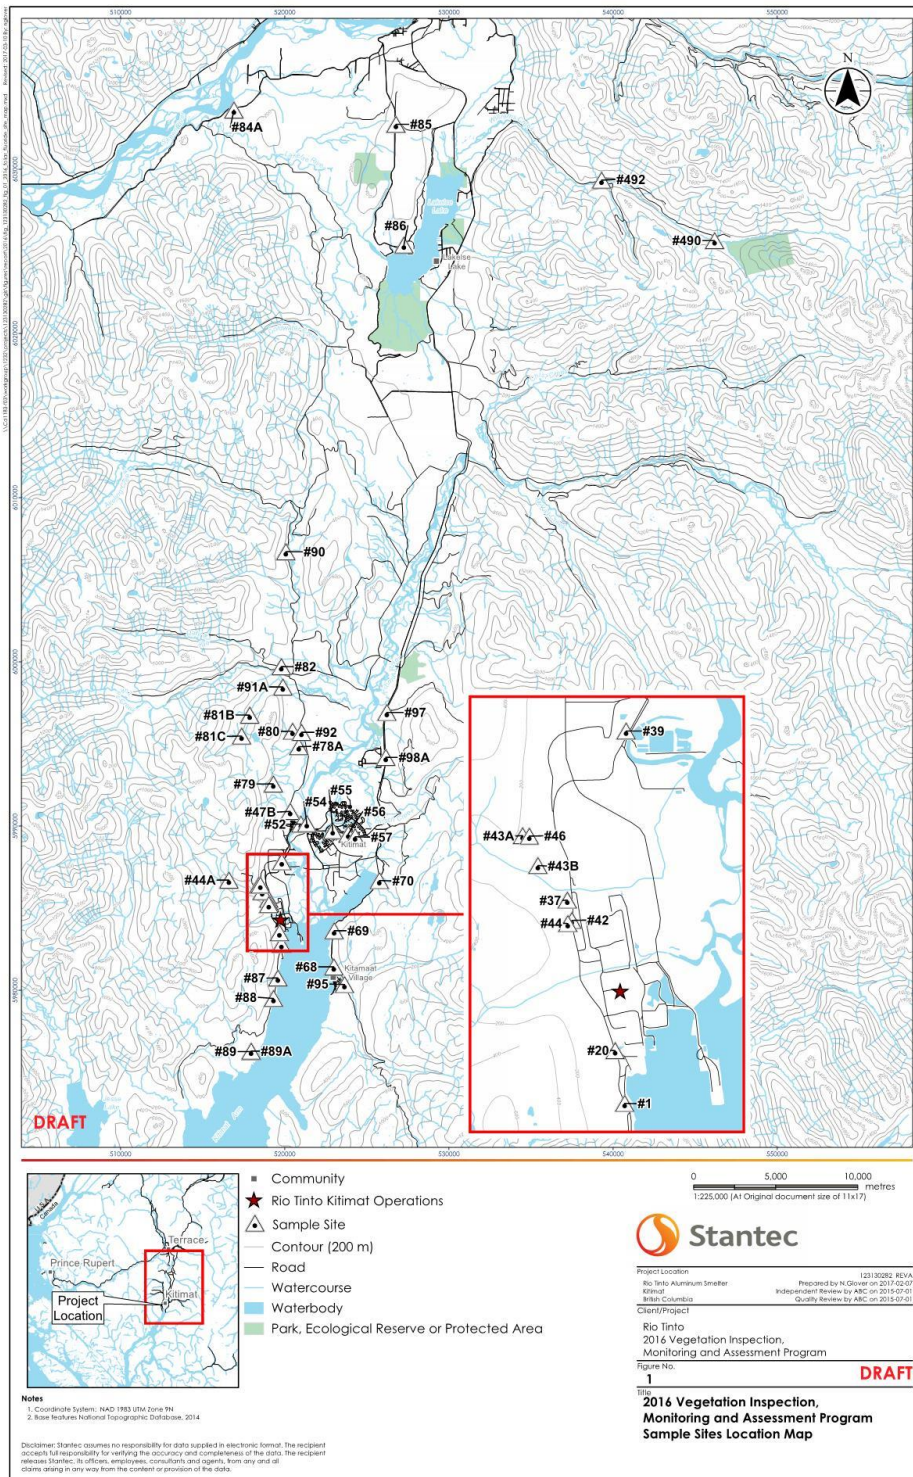 510000
520000
530000
540000
550000
N
#84A
#85
6030000
#492
#86
Lakelse
Lake
Lakelse
Lake
#490
6020000
6010000
#90
6000000
#82
#91A
#81B
#97
#80
#92
#81C
#78A
#39
#98A
#79
#55
#54
#47B
#56
#52
5990000
#57
Kitimat
#43A
#46
#43B
#44A
#70
#37
#42
#44
#69
#68
Kitamaat
Village
#87
#95
5980000
#88
#20
#89
#89A
#1
DRAFT
510000
520000
530000
540000
550000
U.S.A.
Canada
Terrace
Prince Rupert
Kitimat
Project
Location
Community
Rio Tinto Kitimat Operations
Sample Site
Contour (200 m)
Road
Watercourse
Waterbody
Park, Ecological Reserve or Protected Area
0 5,000 10,000
metres
1:225,000 (At Original document size of 11x17)
Stantec
Project Location
123130282 REVA
Rio Tinto Aluminum Smelter
Prepared by N.Glover on 2017-02-07
Kitimat
Independent Review by ABC on 2015-07-01
British Columbia
Quality Review by ABC on 2015-07-01
Client/Project
Rio Tinto
2016 Vegetation Inspection,
Monitoring and Assessment Program
Figure No.
1
DRAFT
Title
2016 Vegetation Inspection,
Monitoring and Assessment Program
Sample Sites Location Map
Notes
1. Coordinate System: NAD 1983 UTM Zone 9N
2. Base features National Topographic Database, 2014
Disclaimer: Stantec assumes no responsibility for data supplied in electronic format. The recipient
accepts full responsibility for verifying the accuracy and completeness of the data. The recipient
releases Stantec, its officers, employees, consultants and agents, from any and all
claims arising in any way from the content or provision of the data.